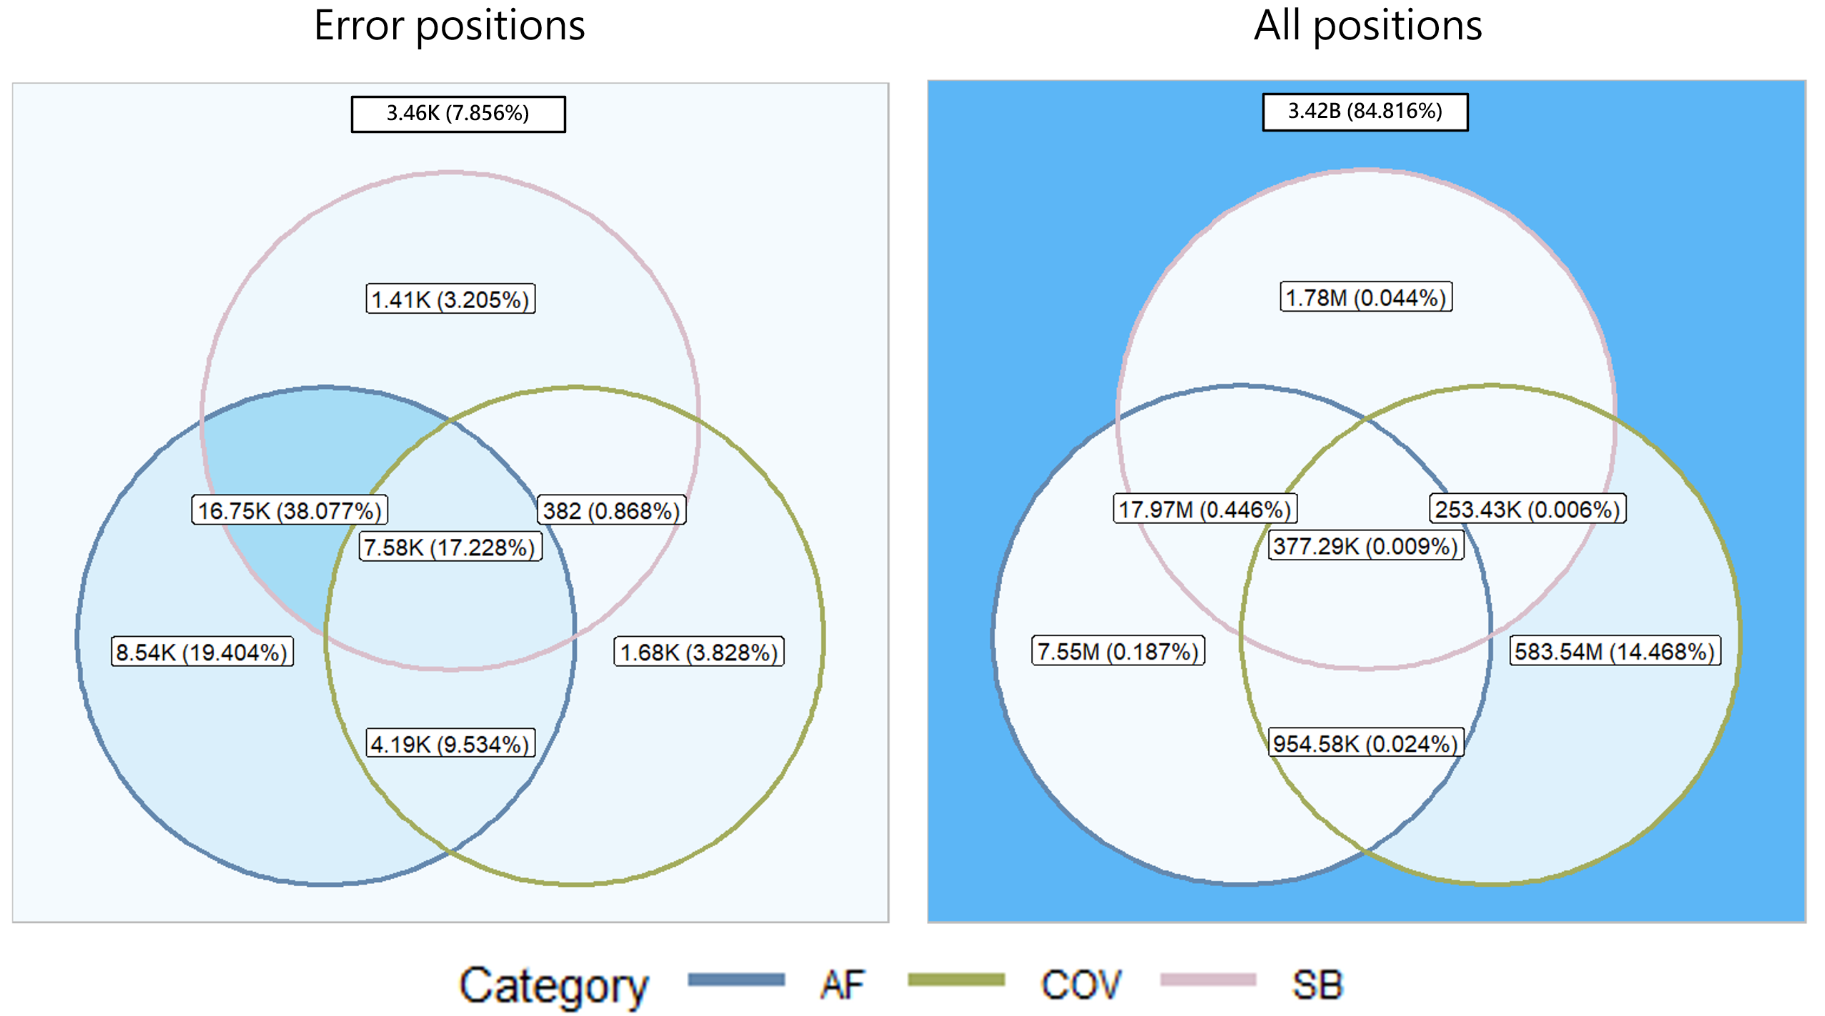 Error positions
All positions
3.46K (7.856%)
3.42B (84.816%)
1.41K (3.205%)
1.78M (0.044%)
16.75K (38.077%)
382 (0.868%)
7.58K (17.228%)
17.97M (0.446%)
253.43K (0.006%)
377.29K (0.009%)
8.54K (19.404%)
1.68K (3.828%)
7.55M (0.187%)
583.54M (14.468%)
4.19K (9.534%)
954.58K (0.024%)
Category AF COV SB